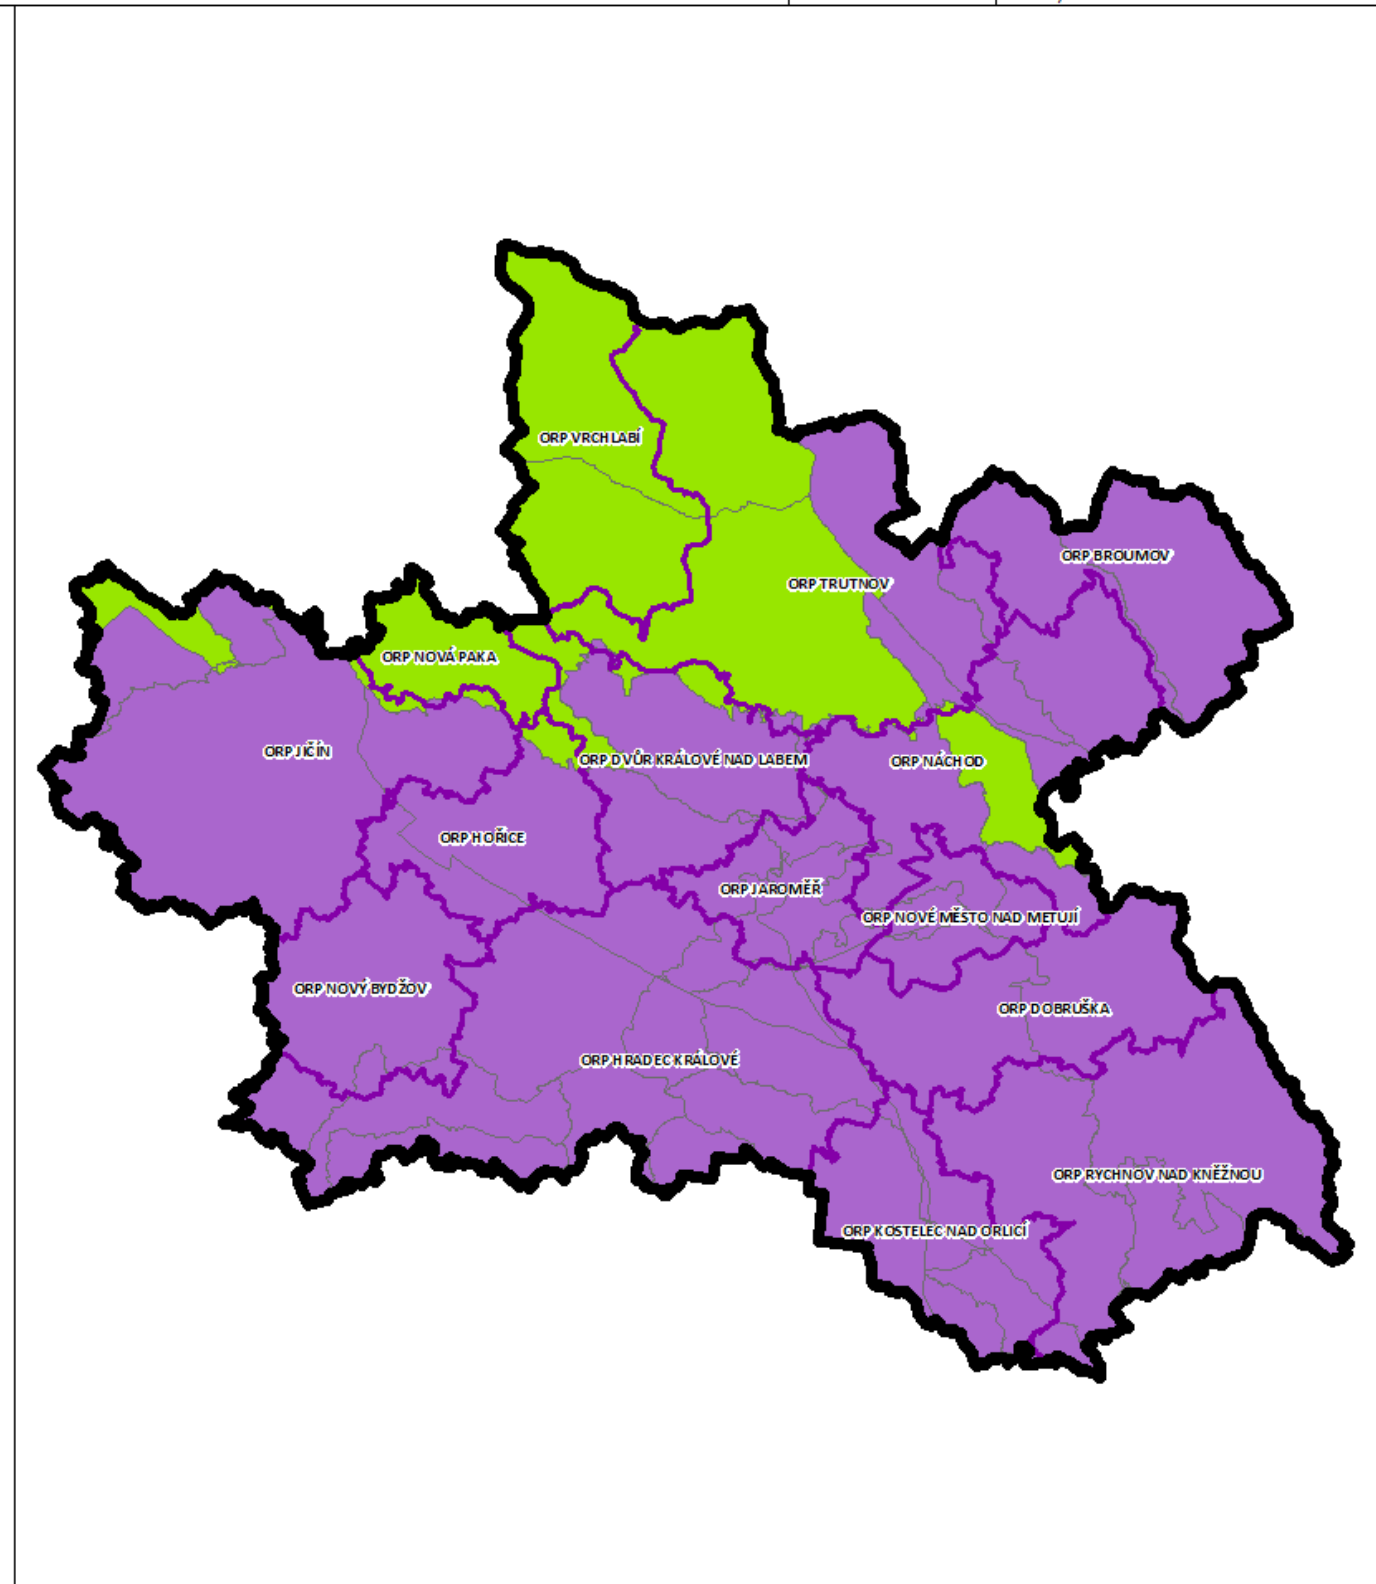 ORP VRCHLABÍ
ORP BROUMOV
ORP TRUTNOV
ORP NOVÁ PAKA
ORP JIČÍN
ORP DVŮR KRÁLOVÉ NAD LABEM
ORP NÁCHOD
ORP HOŘICE
ORP JAROMĚŘ
ORP NOVÉ MĚSTO NAD METUJÍ
ORP NOVÝ BYDŽOV
ORP DOBRUŠKA
ORP HRADEC KRÁLOVÉ
ORP RYCHNOV NAD KNĚŽNOU
ORP KOSTELEC NAD ORLICÍ